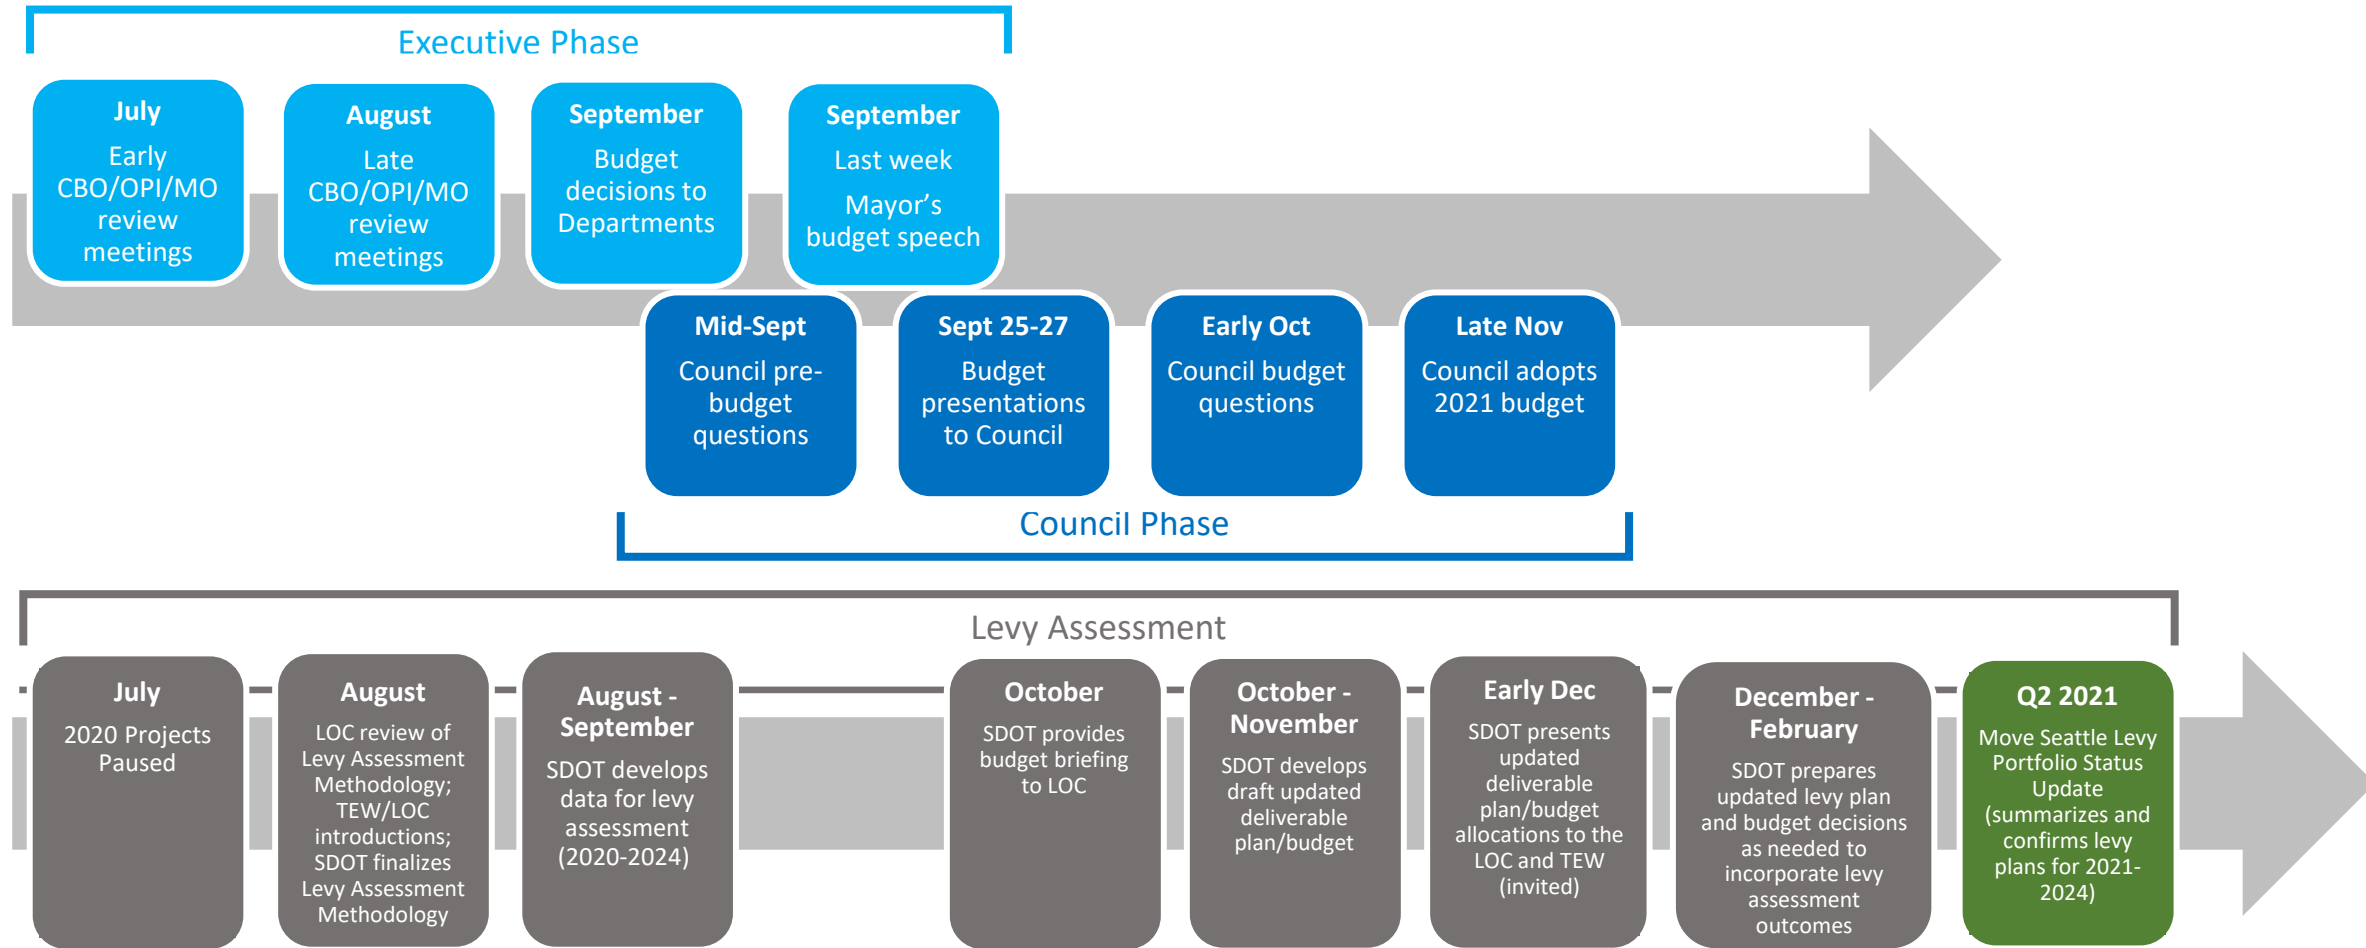 Executive Phase
July
Early
CBO/OPI/MO
review
meetings
August
Late
CBO/OPI/MO
review
meetings
September
Budget
decisions to
Departments
September
Last week
Mayor’s
budget speech
Mid-Sept
Council pre-
budget
questions
Sept 25-27
Budget
presentations
to Council
Early Oct
Council budget
questions
Late Nov
Council adopts
2021 budget
Council Phase
Levy Assessment
July
2020 Projects
Paused
August
LOC review of
Levy Assessment
Methodology;
TEW/LOC
introductions;
SDOT finalizes
Levy Assessment
Methodology
August -
September
SDOT develops
data for levy
assessment
(2020-2024)
October
SDOT provides
budget briefing
to LOC
October -
November
SDOT develops
draft updated
deliverable
plan/budget
Early Dec
SDOT presents
updated
deliverable
plan/budget
allocations to the
LOC and TEW
(invited)
December -
February
SDOT prepares
updated levy plan
and budget decisions
as needed to
incorporate levy
assessment
outcomes
Q2 2021
Move Seattle Levy
Portfolio Status
Update
(summarizes and
confirms levy
plans for 2021-
2024)